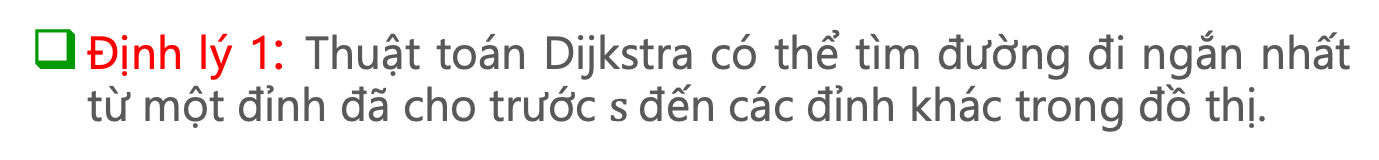 Định lý 1: Thuật toán Dijkstra có thể tìm đường đi ngắn nhất
từ một đỉnh đã cho trước s đến các đỉnh khác trong đồ thị.